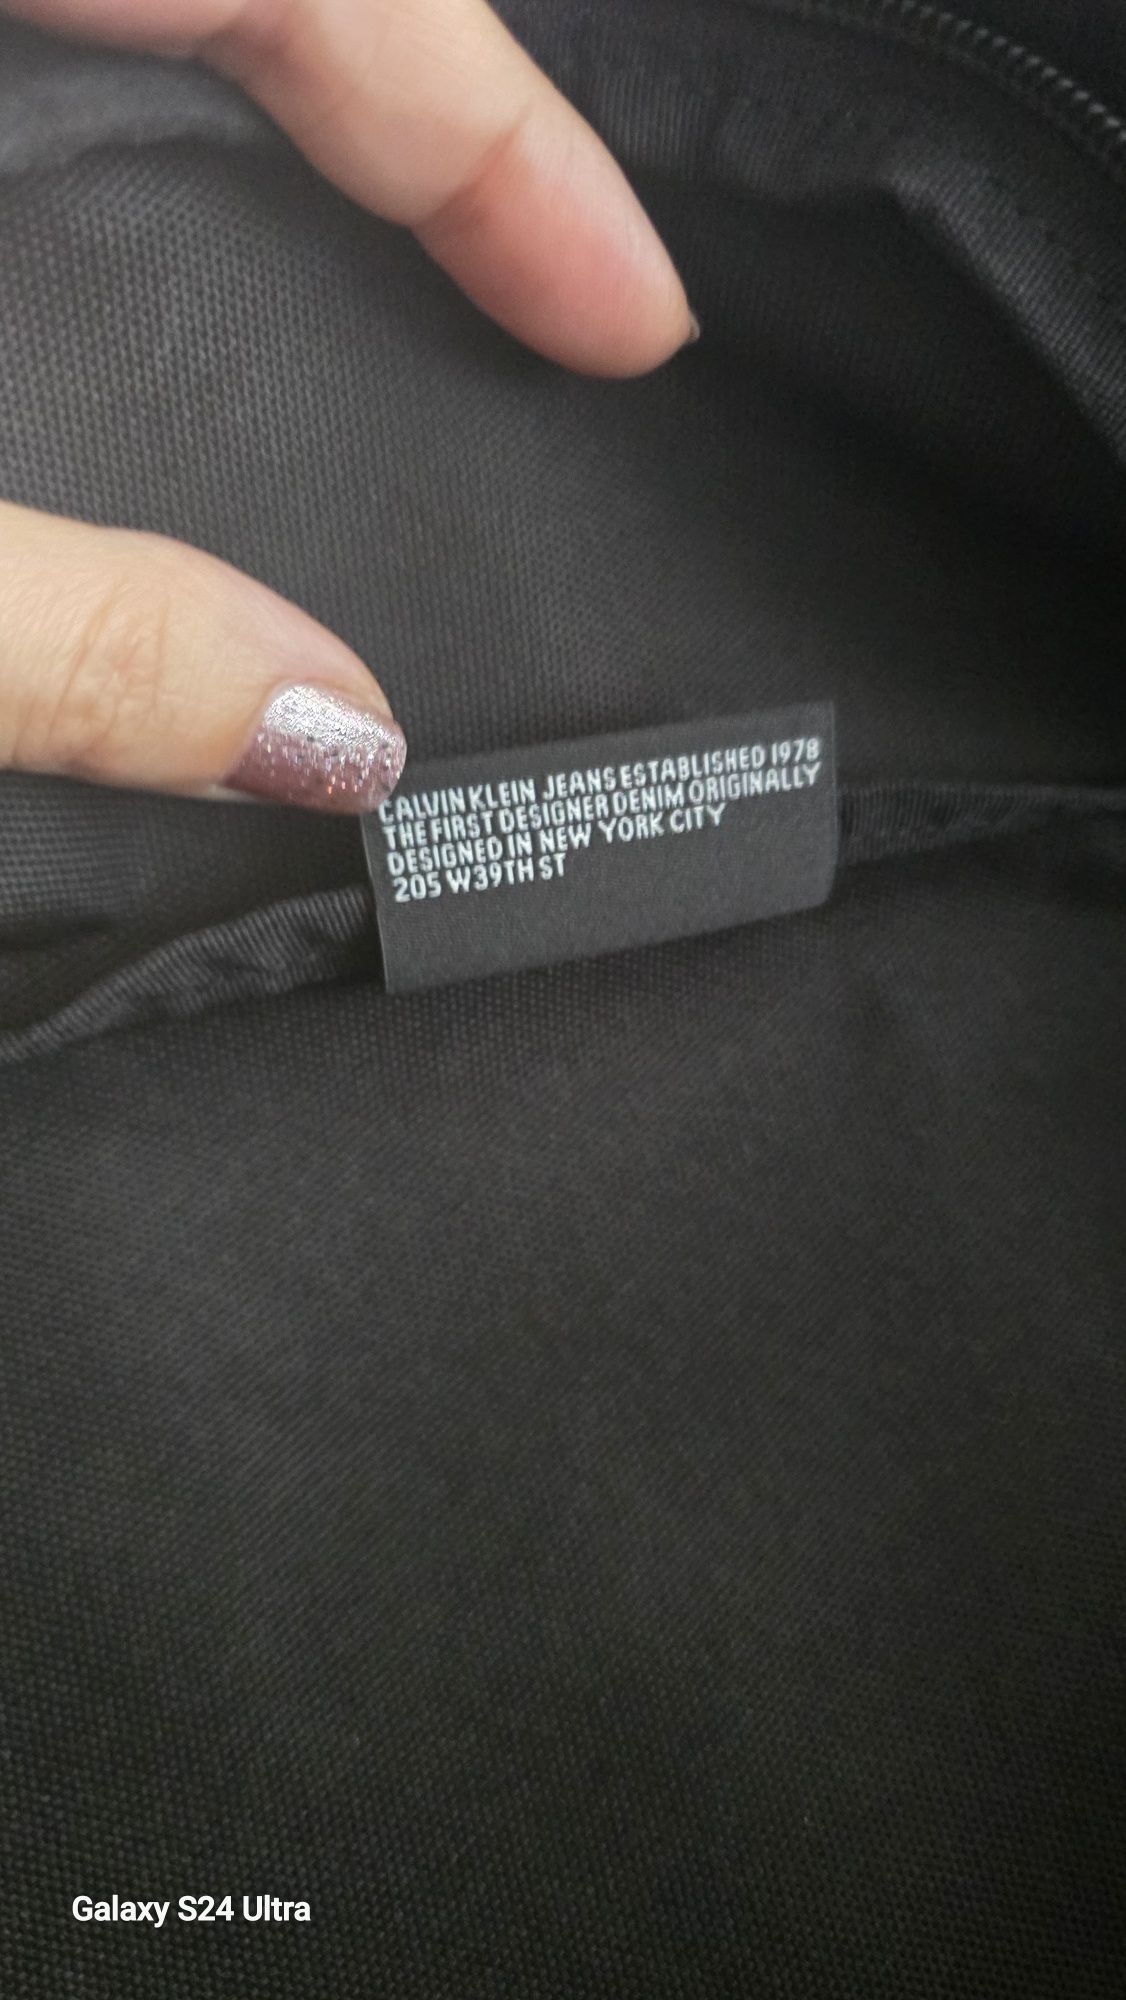 CALVIN KLEIN JEANS ESTABLISHED 1978
THE FIRST DESIGNER DENIM ORIGINALLY
DESIGNED IN NEW YORK CITY
205 W39TH ST
Galaxy S24 Ultra